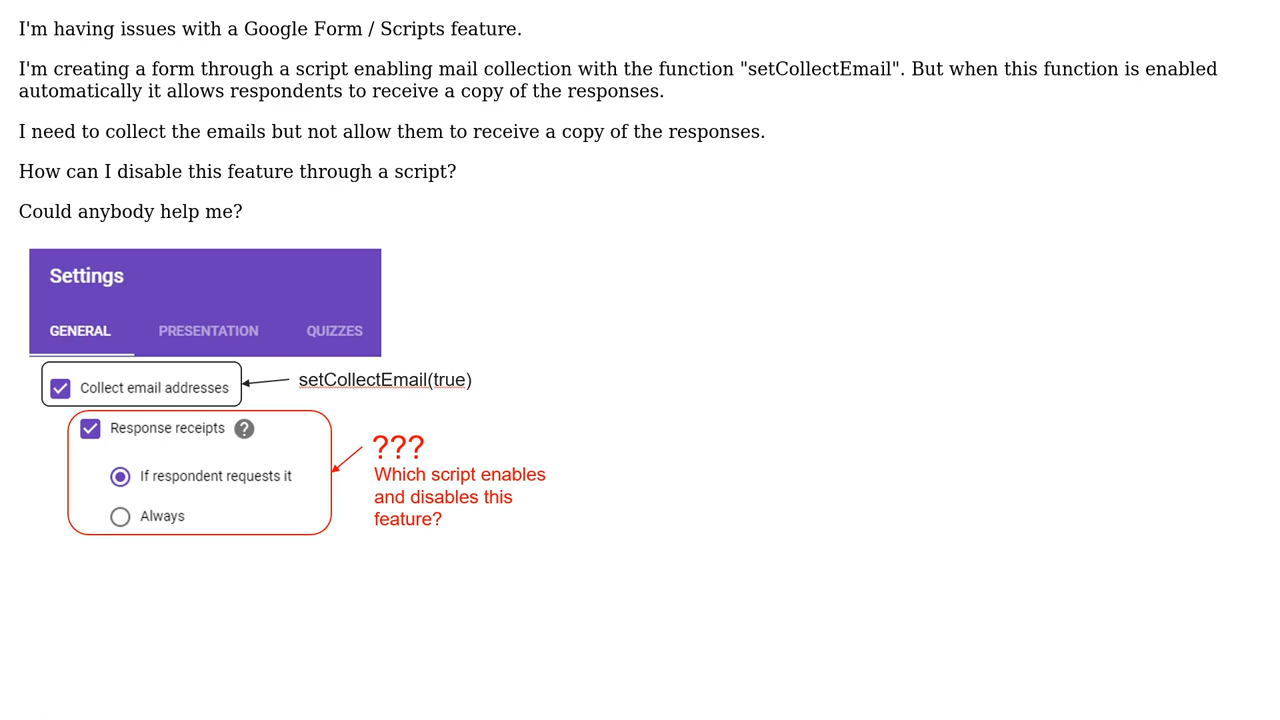 I'm having issues with a Google Form / Scripts feature.
I'm creating a form through a script enabling mail collection with the function "setCollectEmail". But when this function is enabled
automatically it allows respondents to receive a copy of the responses.
I need to collect the emails but not allow them to receive a copy of the responses.
How can I disable this feature through a script?
Could anybody help me?
Settings
GENERAL PRESENTATION QUIZZES
Collect email addresses
setCollectEmail(true)
Response receipts ?
If respondent requests it
Always
???
Which script enables
and disables this
feature?